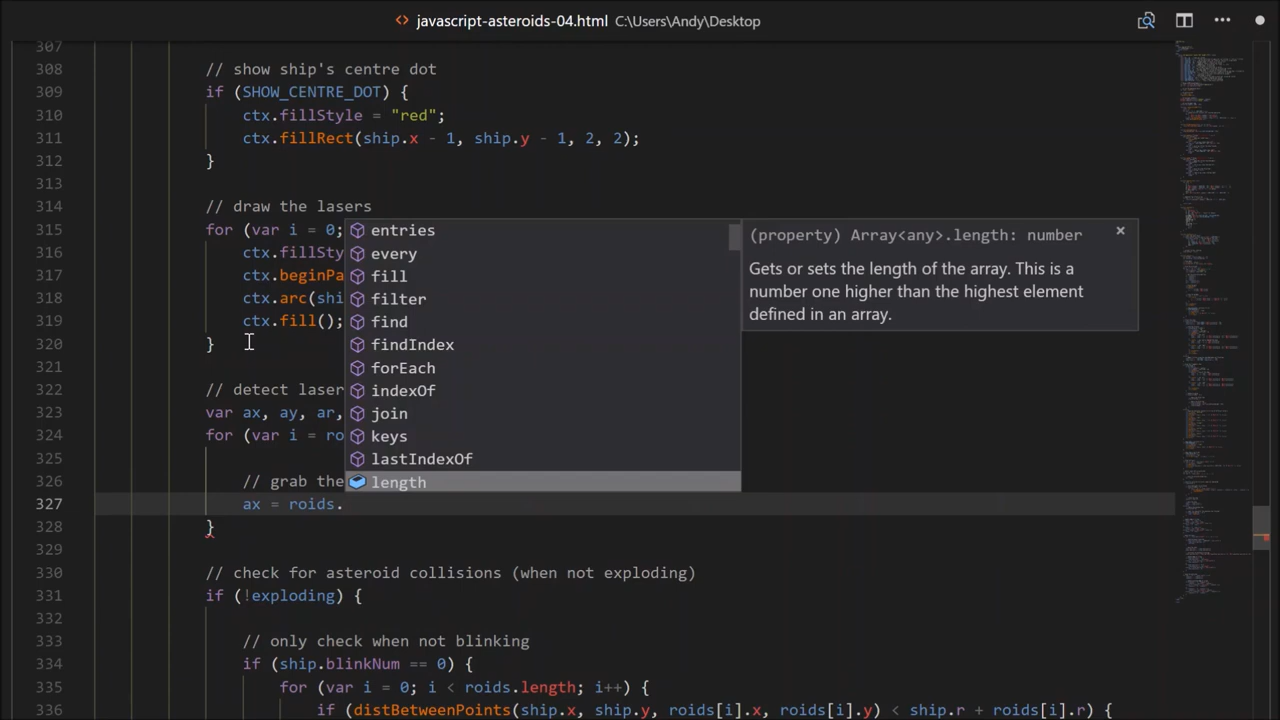 javascript-asteroids-04.html C:\Users\Andy\Desktop
307
308 // show ship's centre dot
309 if (SHOW_CENTRE_DOT) {
310 ctx.fillStyle = "red";
311 ctx.fillRect(ship.x - 1, ship.y - 1, 2, 2);
312 }
313
314 // draw the lasers
315 for (var i = 0; entries
(property) Array<any>.length: number
316 ctx.fillSty every
317 ctx.beginPa fill
Gets or sets the length of the array. This is a
number one higher than the highest element
defined in an array.
318 ctx.arc(shi filter
319 ctx.fill(); find
320 } findIndex
321 forEach
322 // detect laser indexOf
323 var ax, ay, ar, join
324 for (var i = ro keys
325 lastIndexOf
326 // grab the length
327 ax = roids.
328 }
329
330 // check for asteroid collisions (when not exploding)
331 if (!exploding) {
332
333 // only check when not blinking
334 if (ship.blinkNum == 0) {
335 for (var i = 0; i < roids.length; i++) {
336 if (distBetweenPoints(ship.x, ship.y, roids[i].x, roids[i].y) < ship.r + roids[i].r) {